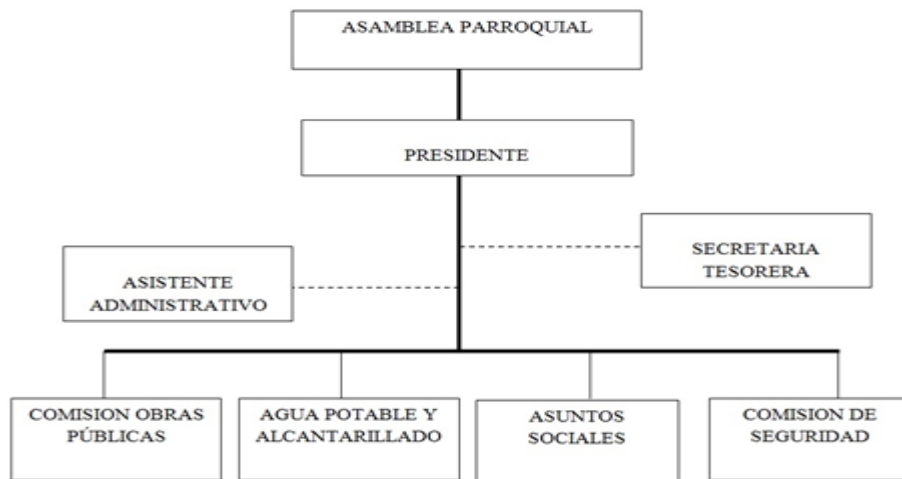 ASAMBLEA PARROQUIAL
PRESIDENTE
SECRETARIA
TESORERA
ASISTENTE
ADMINISTRATIVO
COMISION OBRAS
PÚBLICAS
AGUA POTABLE Y
ALCANTARILLADO
ASUNTOS
SOCIALES
COMISION DE
SEGURIDAD